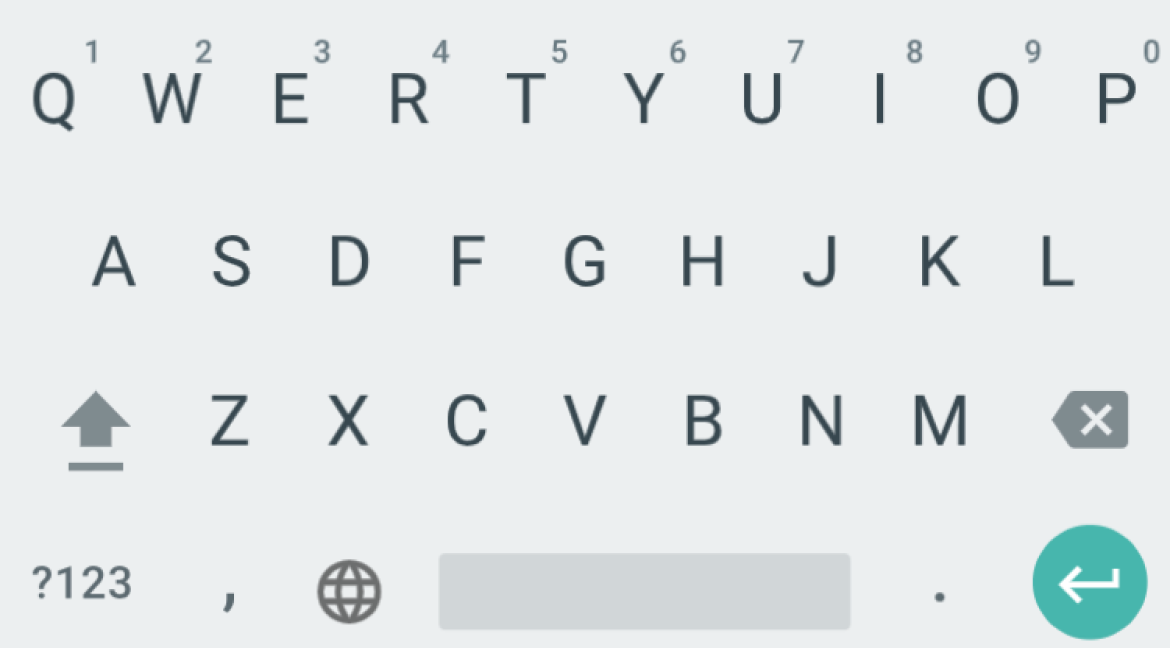 1 2 3 4 5 6 7 8 9 0
Q W E R T Y U I O P
A S D F G H J K L
Z X C V B N M
?123 , .